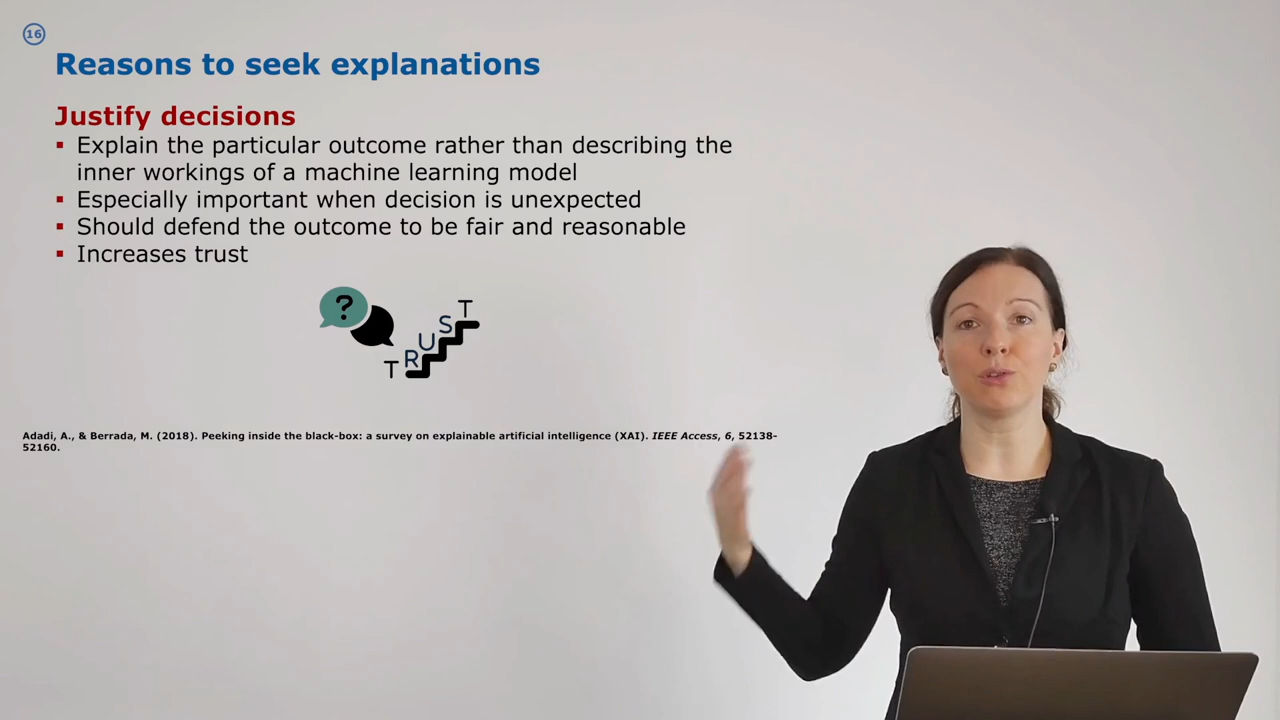 16
Reasons to seek explanations
Justify decisions
▪ Explain the particular outcome rather than describing the
inner workings of a machine learning model
▪ Especially important when decision is unexpected
▪ Should defend the outcome to be fair and reasonable
▪ Increases trust
?
TRUST
Adadi, A., & Berrada, M. (2018). Peeking inside the black-box: a survey on explainable artificial intelligence (XAI). IEEE Access, 6, 52138-
52160.